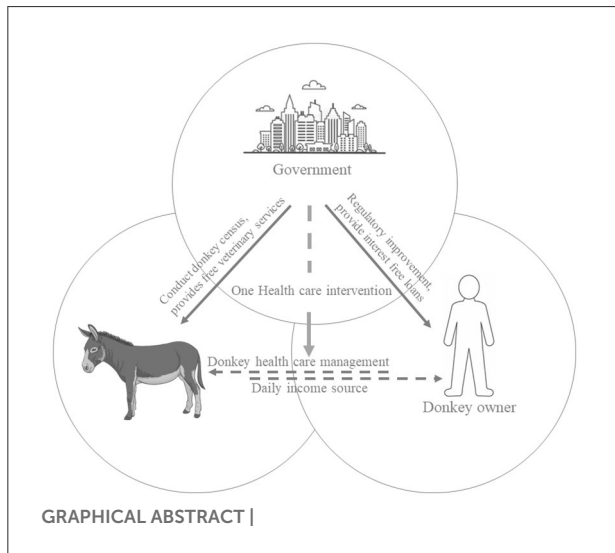 Government
Conduct donkey census,
provides free veterinary services
Regulatory improvement,
provide interest free kians
One Health care intervention
Donkey health care management
Daily income source
Donkey owner
GRAPHICAL ABSTRACT |